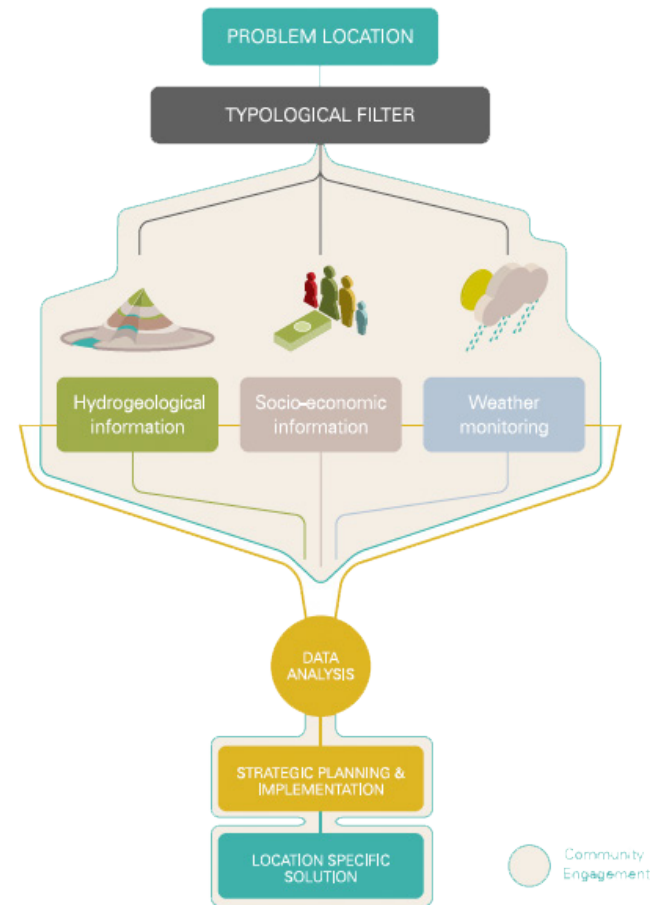 PROBLEM LOCATION
TYPOLOGICAL FILTER
Hydrogeological
information
Socio-economic
information
Weather
monitoring
DATA
ANALYSIS
STRATEGIC PLANNING &
IMPLEMENTATION
LOCATION SPECIFIC
SOLUTION
Community
Engagement